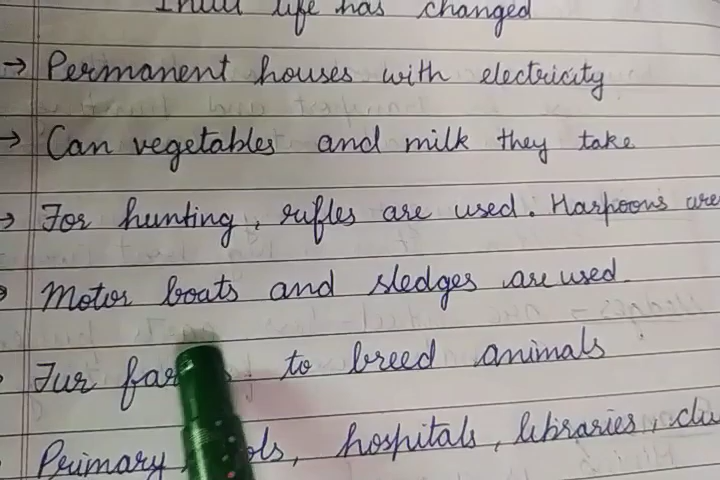 life has changed
→ Permanent houses with electricity
→ Can vegetables and milk they take
→ For hunting, rifles are used. Harpoons are
Motor boats and sledges are used
Fur to breed animals
Primary hospitals, libraries,